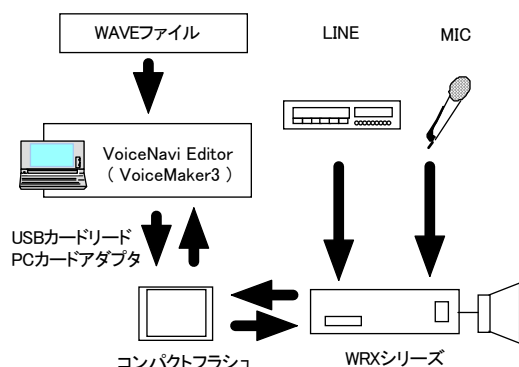 WAVEファイル
LINE
MIC
VoiceNavi Editor
( VoiceMaker3 )
USBカードリード
PCカードアダプタ
コンパクトフラシュ
WRXシリーズ